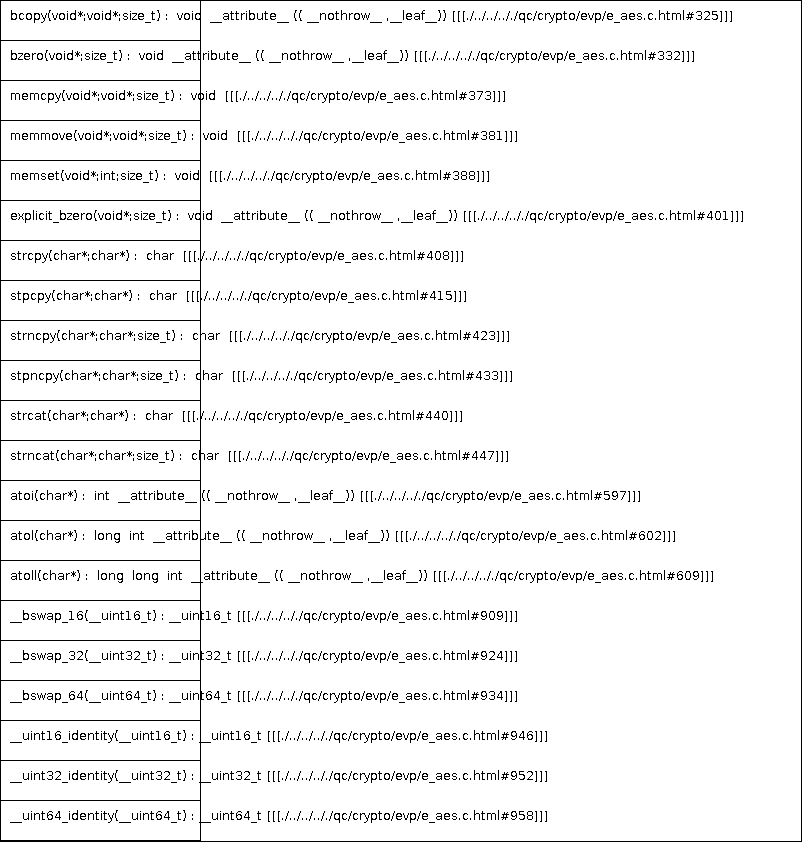 bcopy(void*;void*;size_t) : void __attribute__ (( __nothrow__ ,__leaf__)) [[[./../../../../qc/crypto/evp/e_aes.c.html#325]]]
bzero(void*;size_t) : void __attribute__ (( __nothrow__ ,__leaf__)) [[[./../../../../qc/crypto/evp/e_aes.c.html#332]]]
memcpy(void*;void*;size_t) : void [[[./../../../../qc/crypto/evp/e_aes.c.html#373]]]
memmove(void*;void*;size_t) : void [[[./../../../../qc/crypto/evp/e_aes.c.html#381]]]
memset(void*;int;size_t) : void [[[./../../../../qc/crypto/evp/e_aes.c.html#388]]]
explicit_bzero(void*;size_t) : void __attribute__ (( __nothrow__ ,__leaf__)) [[[./../../../../qc/crypto/evp/e_aes.c.html#401]]]
strcpy(char*;char*) : char [[[./../../../../qc/crypto/evp/e_aes.c.html#408]]]
stpcpy(char*;char*) : char [[[./../../../../qc/crypto/evp/e_aes.c.html#415]]]
strncpy(char*;char*;size_t) : char [[[./../../../../qc/crypto/evp/e_aes.c.html#423]]]
stpncpy(char*;char*;size_t) : char [[[./../../../../qc/crypto/evp/e_aes.c.html#433]]]
strcat(char*;char*) : char [[[./../../../../qc/crypto/evp/e_aes.c.html#440]]]
strncat(char*;char*;size_t) : char [[[./../../../../qc/crypto/evp/e_aes.c.html#447]]]
atoi(char*) : int __attribute__ (( __nothrow__ ,__leaf__)) [[[./../../../../qc/crypto/evp/e_aes.c.html#597]]]
atol(char*) : long int __attribute__ (( __nothrow__ ,__leaf__)) [[[./../../../../qc/crypto/evp/e_aes.c.html#602]]]
atoll(char*) : long long int __attribute__ (( __nothrow__ ,__leaf__)) [[[./../../../../qc/crypto/evp/e_aes.c.html#609]]]
__bswap_16(__uint16_t) : __uint16_t [[[./../../../../qc/crypto/evp/e_aes.c.html#909]]]
__bswap_32(__uint32_t) : __uint32_t [[[./../../../../qc/crypto/evp/e_aes.c.html#924]]]
__bswap_64(__uint64_t) : __uint64_t [[[./../../../../qc/crypto/evp/e_aes.c.html#934]]]
__uint16_identity(__uint16_t) : __uint16_t [[[./../../../../qc/crypto/evp/e_aes.c.html#946]]]
__uint32_identity(__uint32_t) : __uint32_t [[[./../../../../qc/crypto/evp/e_aes.c.html#952]]]
__uint64_identity(__uint64_t) : __uint64_t [[[./../../../../qc/crypto/evp/e_aes.c.html#958]]]